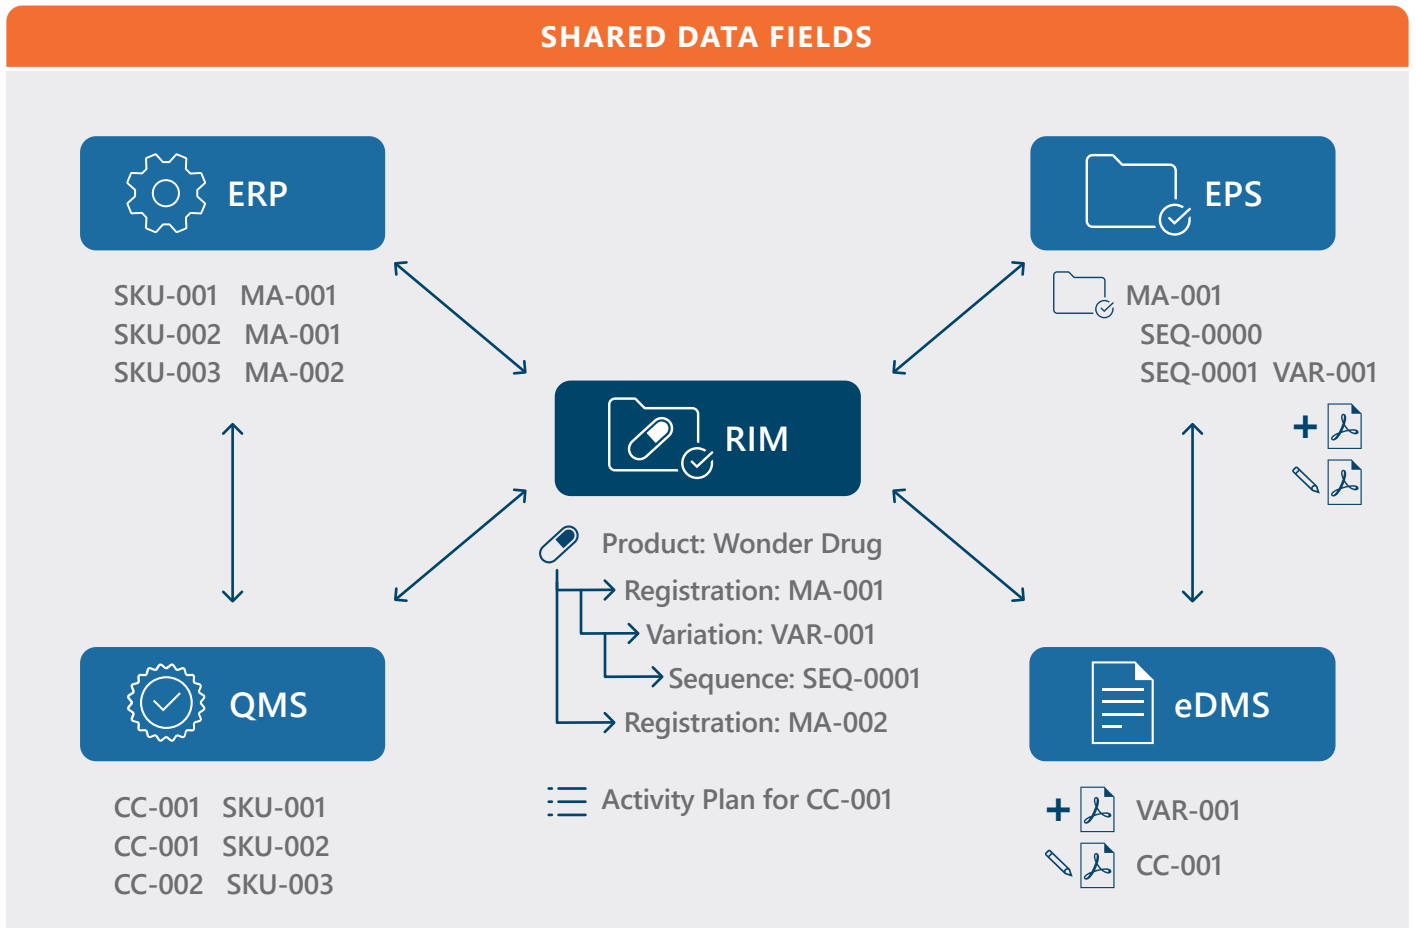 SHARED DATA FIELDS
ERP
SKU-001 MA-001
SKU-002 MA-001
SKU-003 MA-002
EPS
MA-001
SEQ-0000
SEQ-0001 VAR-001
RIM
Product: Wonder Drug
Registration: MA-001
Variation: VAR-001
Sequence: SEQ-0001
Registration: MA-002
Activity Plan for CC-001
QMS
CC-001 SKU-001
CC-001 SKU-002
CC-002 SKU-003
eDMS
VAR-001
CC-001